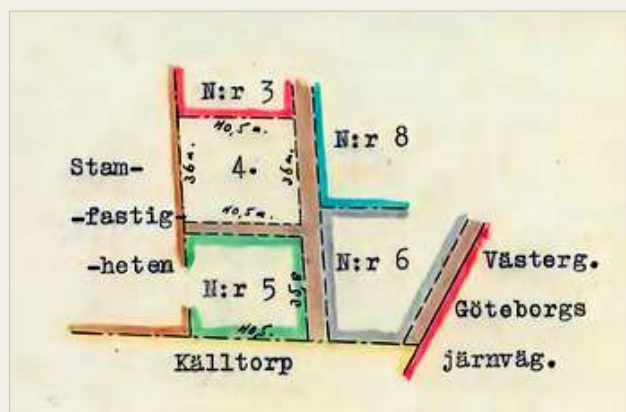 N:r 3
40,5 m.
N:r 8
36 m.
4.
36 m.
Stam-
40,5 m.
-fastig-
-heten
N:r 5
35,8
N:r 6
Västerg.
Göteborgs
järnväg.
40,5.
Källtorp